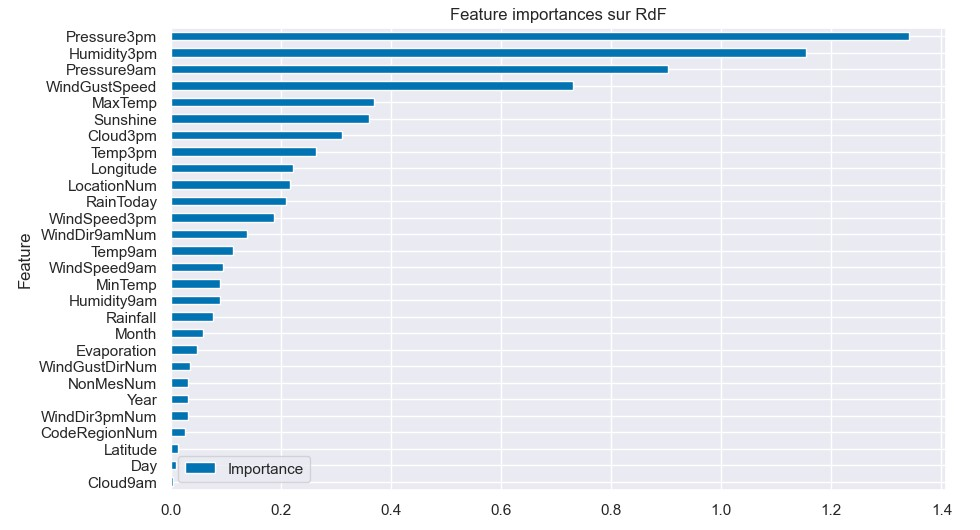 Feature importances sur RdF
Feature
Pressure3pm
Humidity3pm
Pressure9am
WindGustSpeed
MaxTemp
Sunshine
Cloud3pm
Temp3pm
Longitude
LocationNum
RainToday
WindSpeed3pm
WindDir9amNum
Temp9am
WindSpeed9am
MinTemp
Humidity9am
Rainfall
Month
Evaporation
WindGustDirNum
NonMesNum
Year
WindDir3pmNum
CodeRegionNum
Latitude
Day
Cloud9am
Importance
0.0 0.2 0.4 0.6 0.8 1.0 1.2 1.4